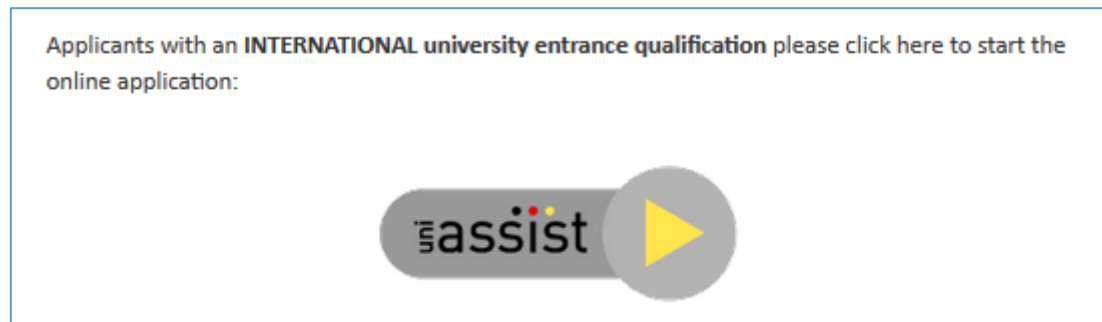 Applicants with an INTERNATIONAL university entrance qualification please click here to start the
online application:
uni assist